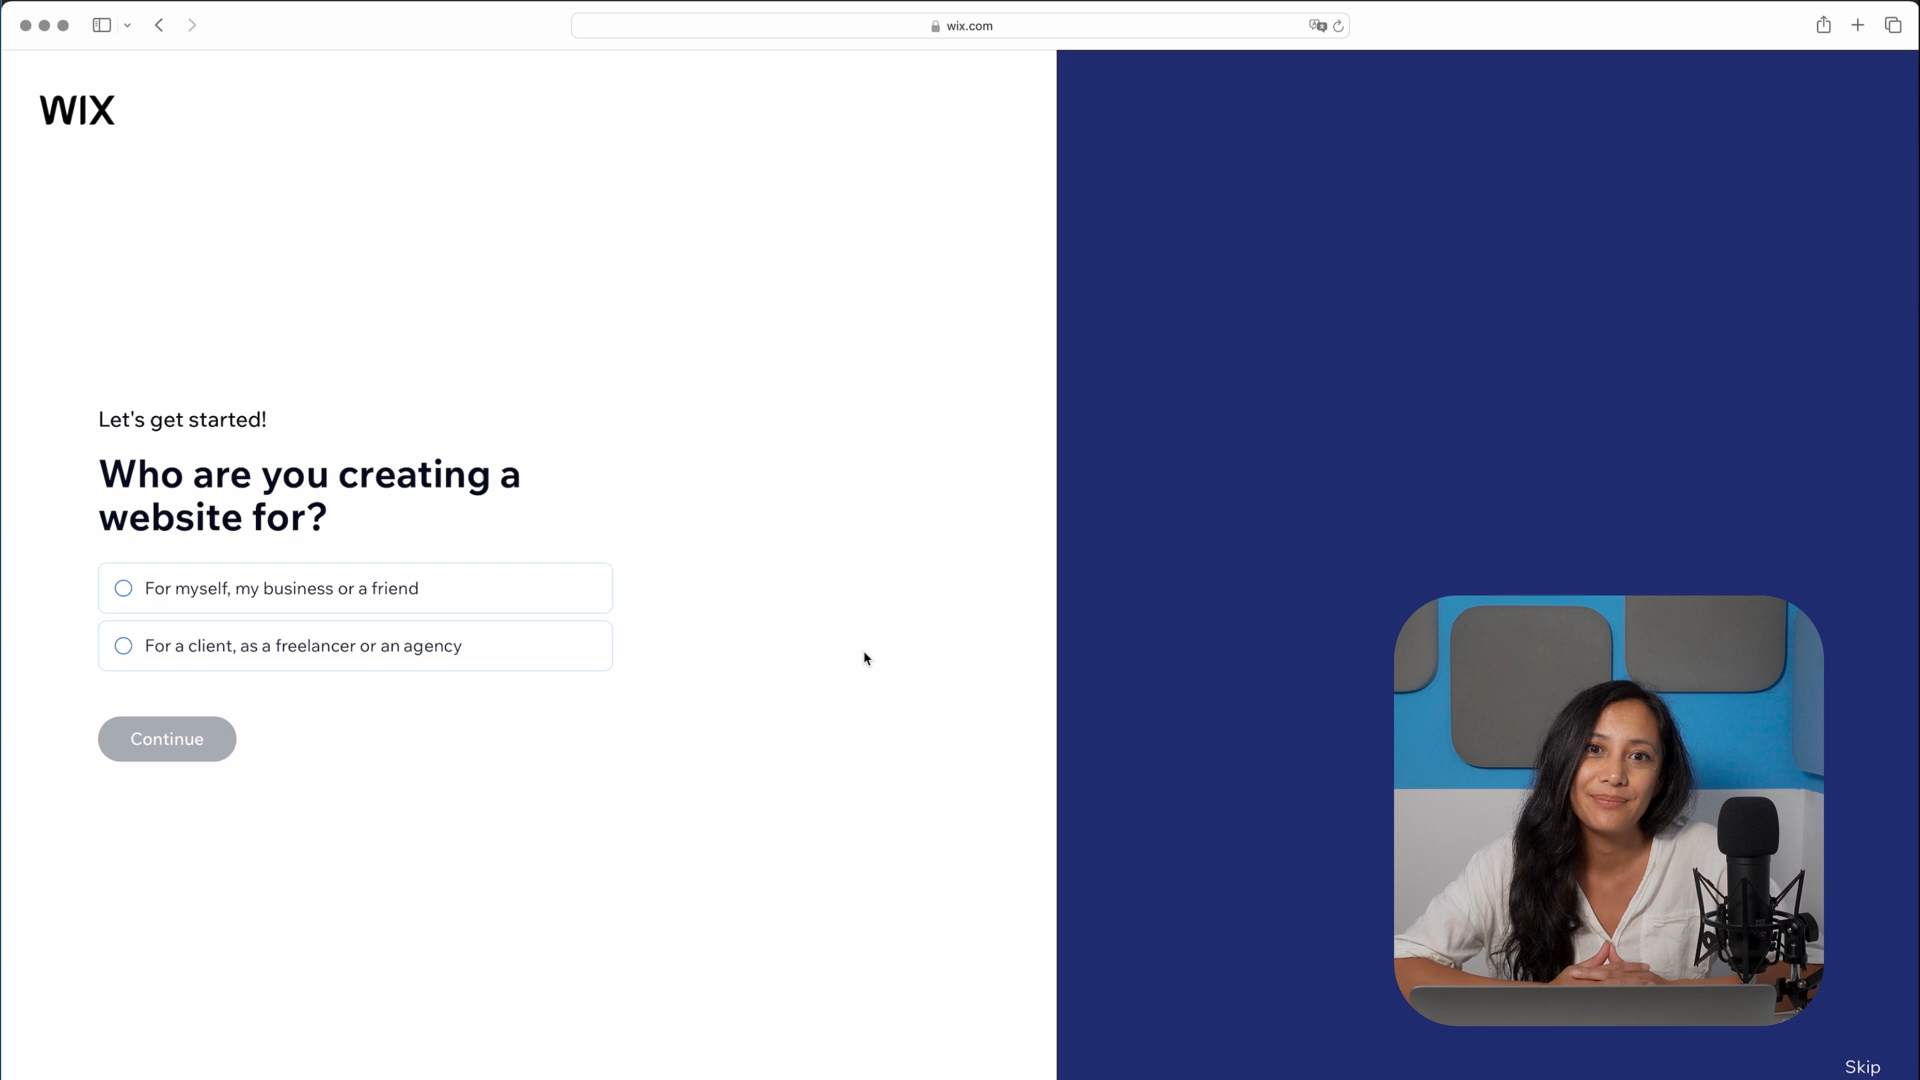 wix.com
WIX
Let's get started!
Who are you creating a
website for?
For myself, my business or a friend
For a client, as a freelancer or an agency
Continue
Skip